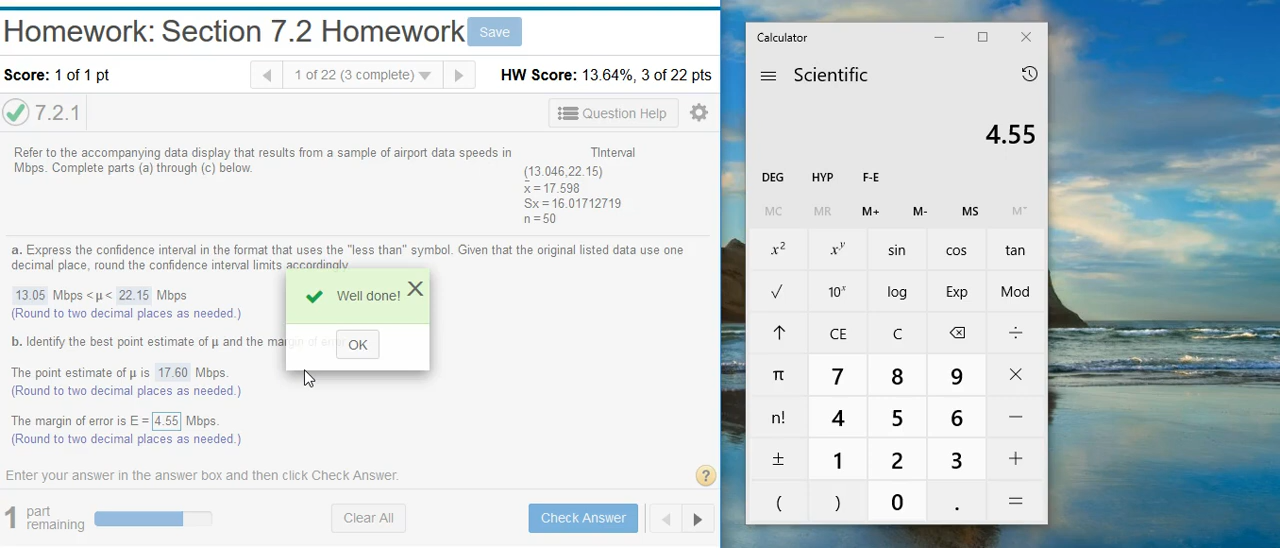 Homework: Section 7.2 Homework
Save
Score: 1 of 1 pt
1 of 22 (3 complete)
HW Score: 13.64%, 3 of 22 pts
7.2.1
Question Help
Refer to the accompanying data display that results from a sample of airport data speeds in
Mbps. Complete parts (a) through (c) below.
TInterval
(13.046,22.15)
x̄ = 17.598
Sx = 16.01712719
n = 50
a. Express the confidence interval in the format that uses the "less than" symbol. Given that the original listed data use one
decimal place, round the confidence interval limits accordingly.
13.05 Mbps < μ < 22.15 Mbps
(Round to two decimal places as needed.)
b. Identify the best point estimate of μ and the margin of error.
The point estimate of μ is 17.60 Mbps.
(Round to two decimal places as needed.)
The margin of error is E = 4.55 Mbps.
(Round to two decimal places as needed.)
Well done!
OK
Enter your answer in the answer box and then click Check Answer.
?
1 part
remaining
Clear All
Check Answer
Calculator
Scientific
4.55
DEG HYP F-E
MC MR M+ M- MS M˅
x² xʸ sin cos tan
√ 10ˣ log Exp Mod
↑ CE C ⌫ ÷
π 7 8 9 ×
n! 4 5 6 −
± 1 2 3 +
( ) 0 . =